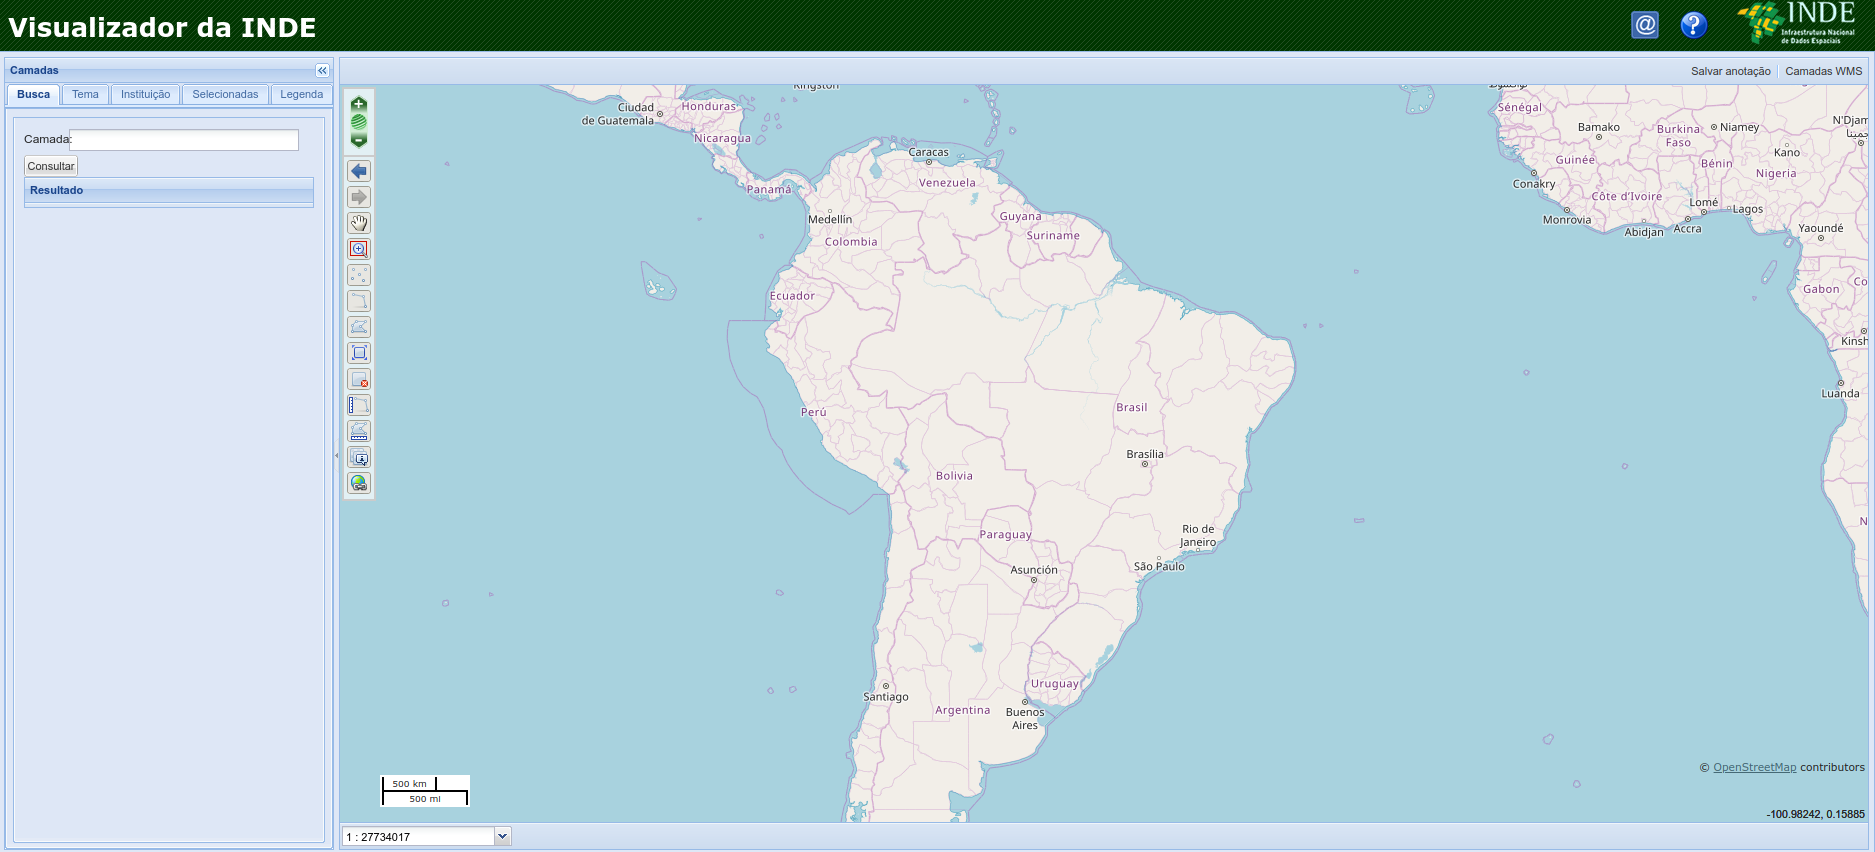 Visualizador da INDE
@
?
INDE
Infraestrutura Nacional
de Dados Espaciais
Camadas
Salvar anotação
Camadas WMS
Busca
Tema
Instituição
Selecionadas
Legenda
Camada:
Consultar
Resultado
Kingston
Ciudad
de Guatemala
Honduras
Nicaragua
Panamá
Caracas
Venezuela
Medellín
Colombia
Guyana
Suriname
Ecuador
Perú
Brasil
Brasília
Bolivia
Paraguay
Rio de
Janeiro
São Paulo
Asunción
Uruguay
Santiago
Argentina
Buenos
Aires
Sénégal
Bamako
Burkina
Faso
Niamey
N'Djam
Kano
Guinée
Bénin
Nigeria
Conakry
Côte d'Ivoire
Lomé
Lagos
Monrovia
Abidjan
Accra
Yaoundé
Gabon
Co
Kinsh
Luanda
N
500 km
500 mi
© OpenStreetMap contributors
-100.98242, 0.15885
1 : 27734017